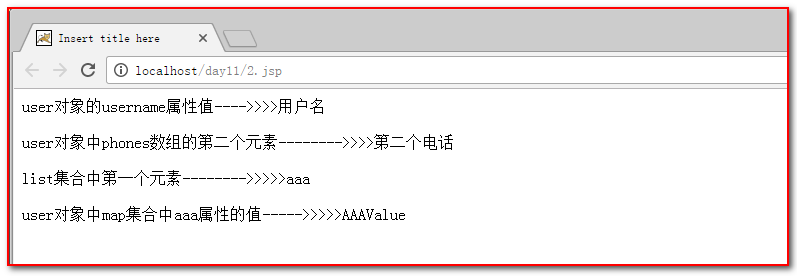 Insert title here
localhost/day11/2.jsp
user对象的username属性值---->>>>用户名
user对象中phones数组的第二个元素-------->>>>第二个电话
list集合中第一个元素-------->>>>>aaa
user对象中map集合中aaa属性的值----->>>>>AAAValue